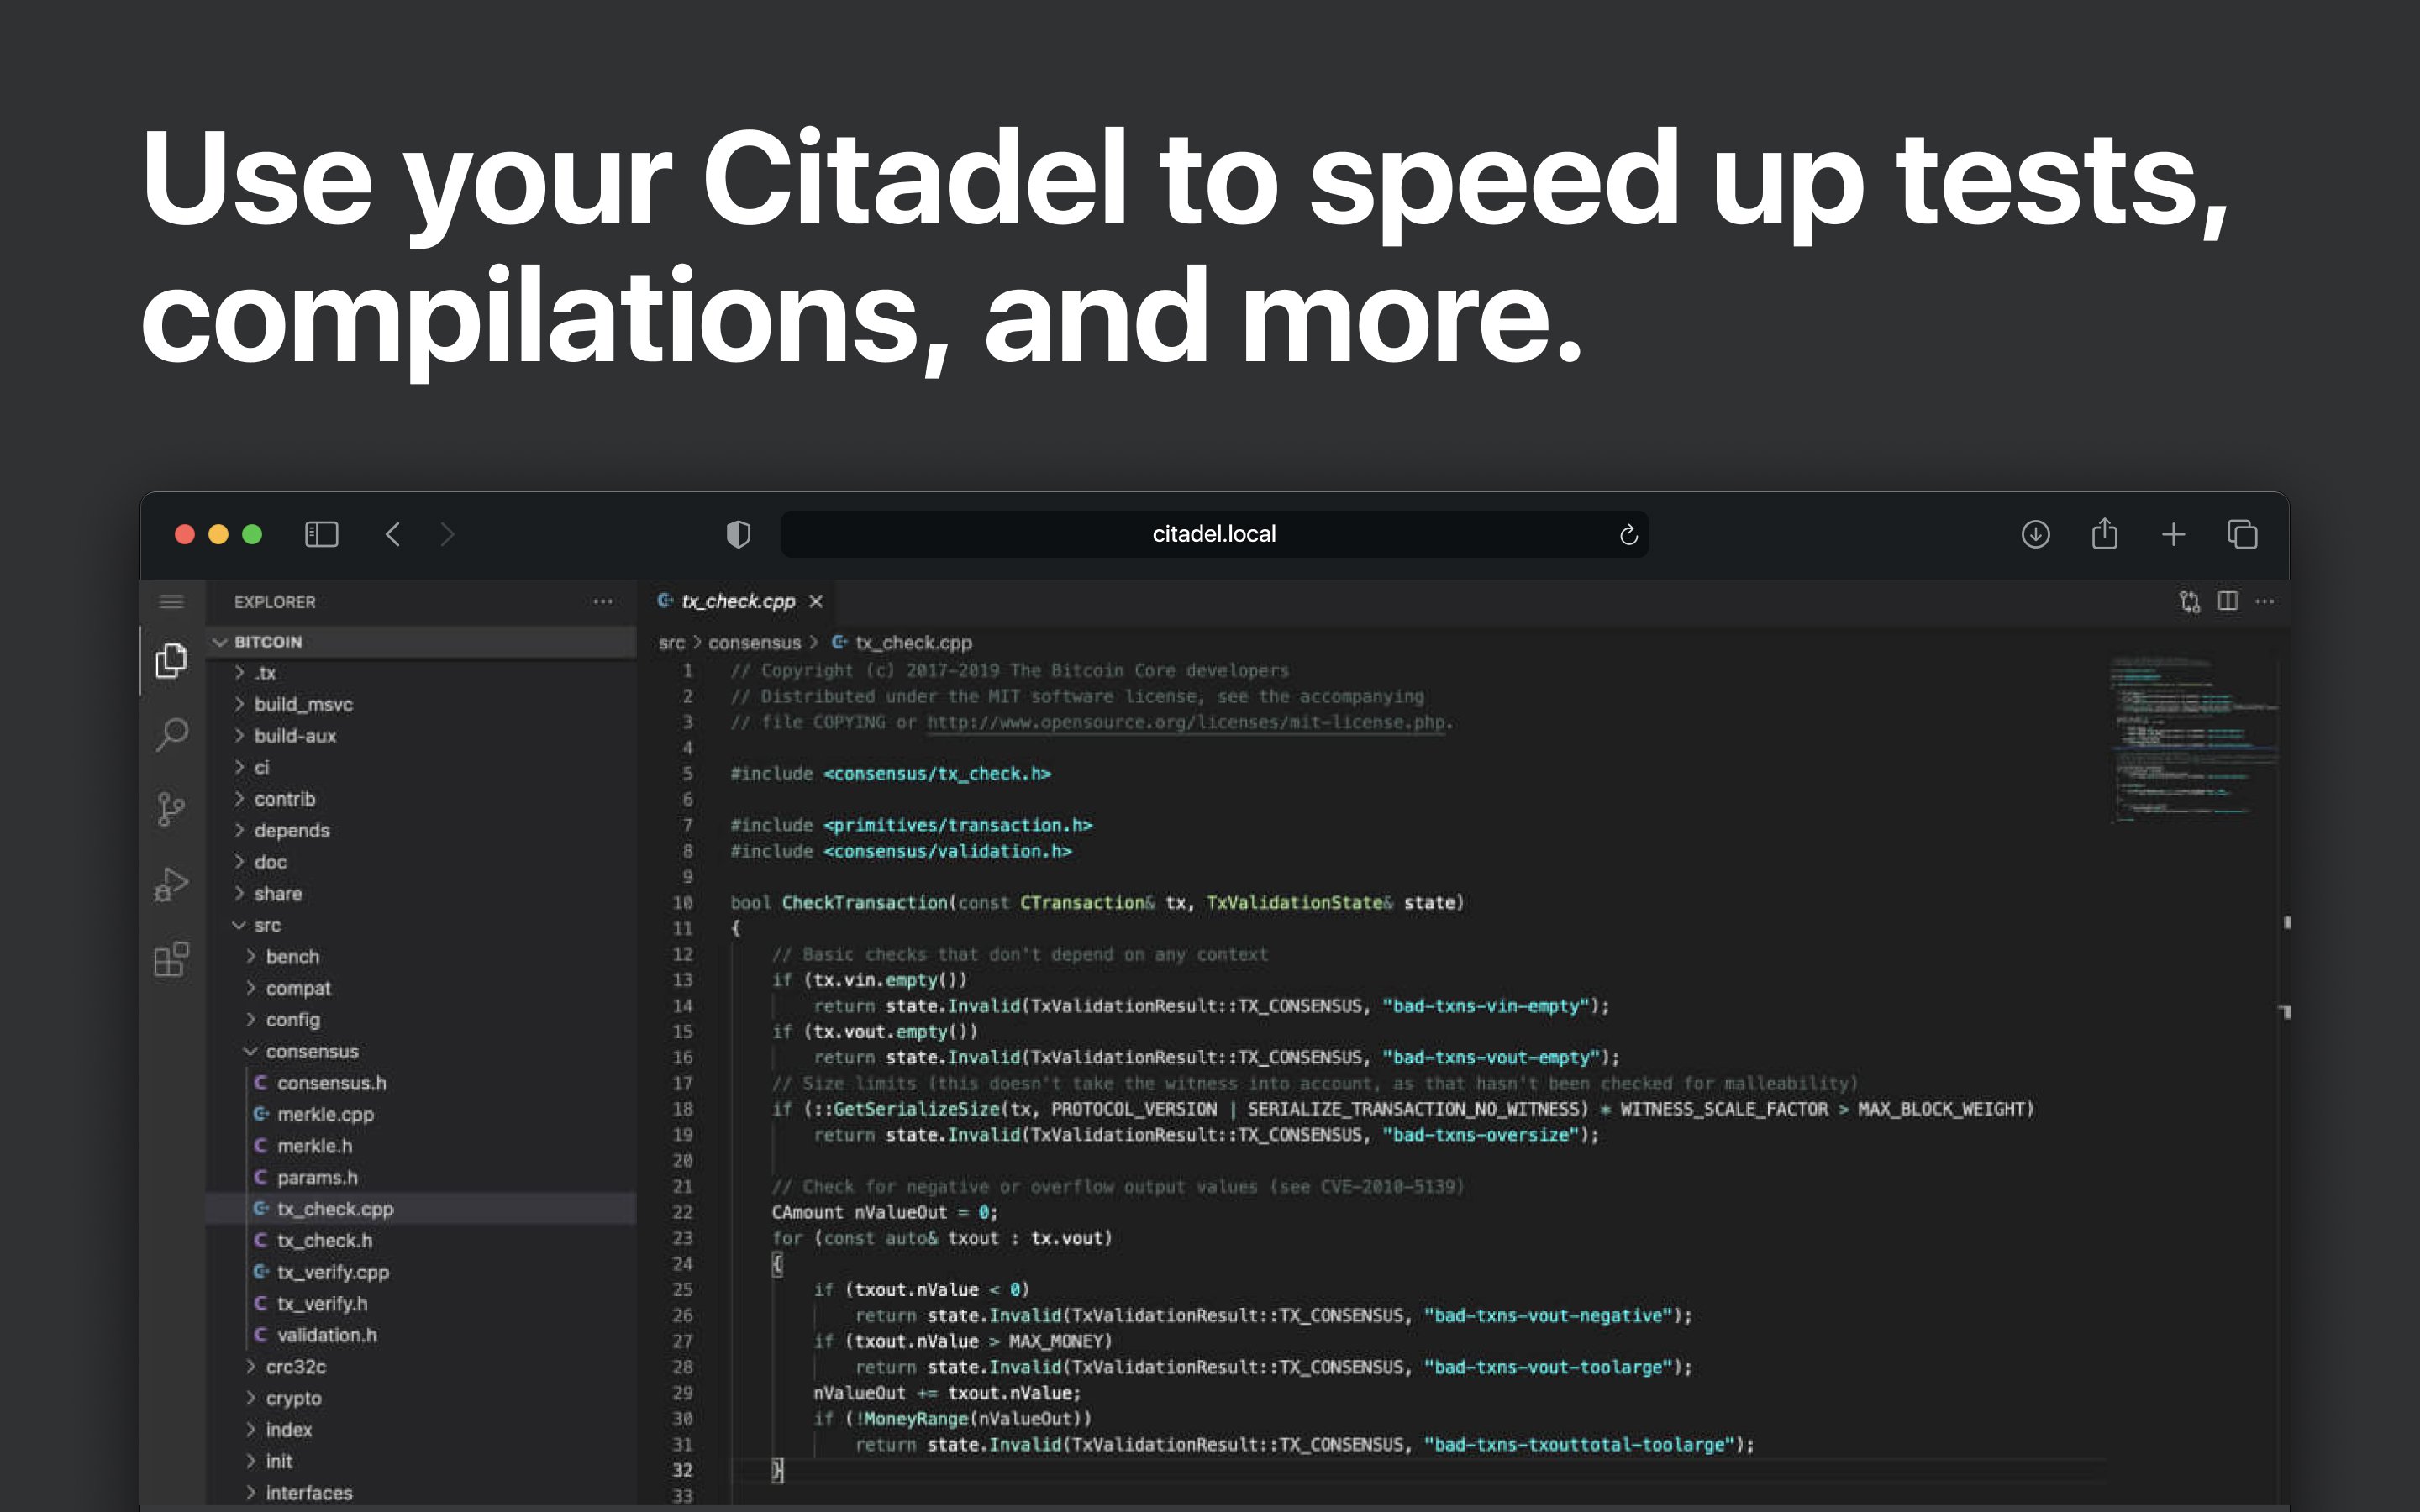 Use your Citadel to speed up tests,
compilations, and more.
citadel.local
EXPLORER
BITCOIN
.tx
build_msvc
build-aux
ci
contrib
depends
doc
share
src
bench
compat
config
consensus
C consensus.h
C+ merkle.cpp
C merkle.h
C params.h
C+ tx_check.cpp
C tx_check.h
C+ tx_verify.cpp
C tx_verify.h
C validation.h
crc32c
crypto
index
init
interfaces
C+ tx_check.cpp
src > consensus > C+ tx_check.cpp
1 // Copyright (c) 2017-2019 The Bitcoin Core developers
2 // Distributed under the MIT software license, see the accompanying
3 // file COPYING or http://www.opensource.org/licenses/mit-license.php.
4
5 #include <consensus/tx_check.h>
6
7 #include <primitives/transaction.h>
8 #include <consensus/validation.h>
9
10 bool CheckTransaction(const CTransaction& tx, TxValidationState& state)
11 {
12 // Basic checks that don't depend on any context
13 if (tx.vin.empty())
14 return state.Invalid(TxValidationResult::TX_CONSENSUS, "bad-txns-vin-empty");
15 if (tx.vout.empty())
16 return state.Invalid(TxValidationResult::TX_CONSENSUS, "bad-txns-vout-empty");
17 // Size limits (this doesn't take the witness into account, as that hasn't been checked for malleability)
18 if (::GetSerializeSize(tx, PROTOCOL_VERSION | SERIALIZE_TRANSACTION_NO_WITNESS) * WITNESS_SCALE_FACTOR > MAX_BLOCK_WEIGHT)
19 return state.Invalid(TxValidationResult::TX_CONSENSUS, "bad-txns-oversize");
20
21 // Check for negative or overflow output values (see CVE-2010-5139)
22 CAmount nValueOut = 0;
23 for (const auto& txout : tx.vout)
24 {
25 if (txout.nValue < 0)
26 return state.Invalid(TxValidationResult::TX_CONSENSUS, "bad-txns-vout-negative");
27 if (txout.nValue > MAX_MONEY)
28 return state.Invalid(TxValidationResult::TX_CONSENSUS, "bad-txns-vout-toolarge");
29 nValueOut += txout.nValue;
30 if (!MoneyRange(nValueOut))
31 return state.Invalid(TxValidationResult::TX_CONSENSUS, "bad-txns-txouttotal-toolarge");
32 }
33